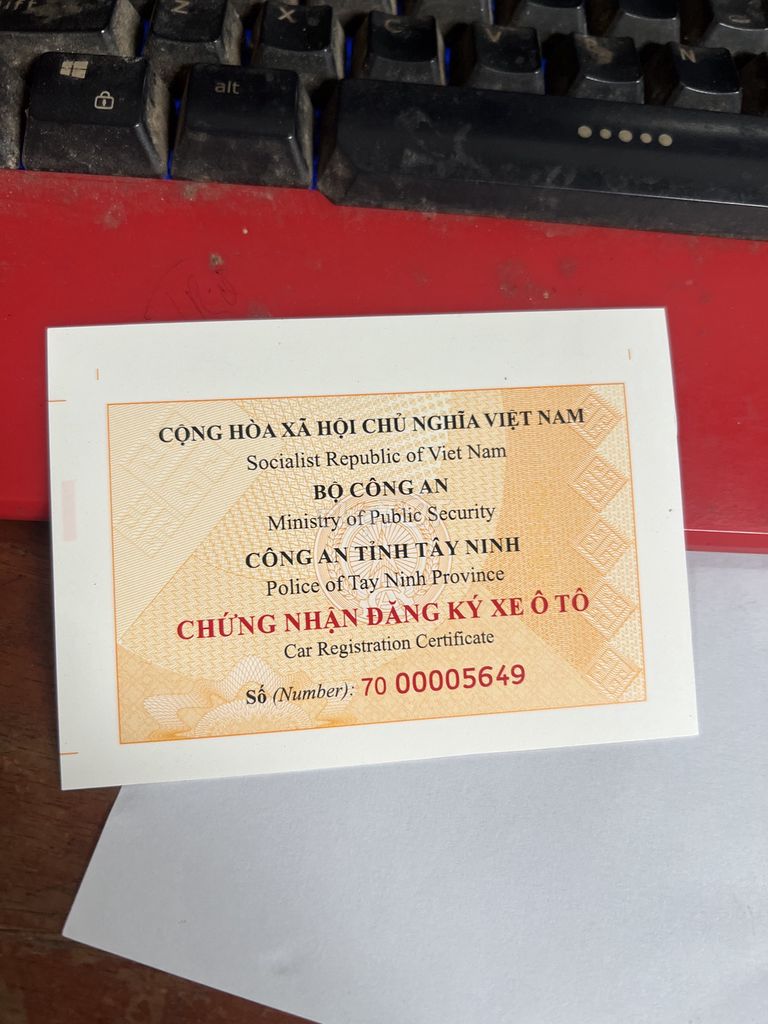 Shift
Z
X
C
V
B
N
alt
CỘNG HÒA XÃ HỘI CHỦ NGHĨA VIỆT NAM
Socialist Republic of Viet Nam
BỘ CÔNG AN
Ministry of Public Security
CÔNG AN TỈNH TÂY NINH
Police of Tay Ninh Province
CHỨNG NHẬN ĐĂNG KÝ XE Ô TÔ
Car Registration Certificate
Số (Number): 70 00005649